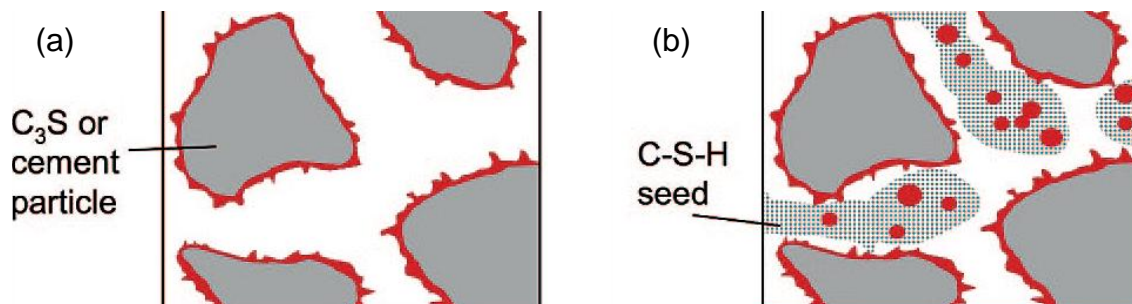 (a)
C₃S or
cement
particle
(b)
C-S-H
seed